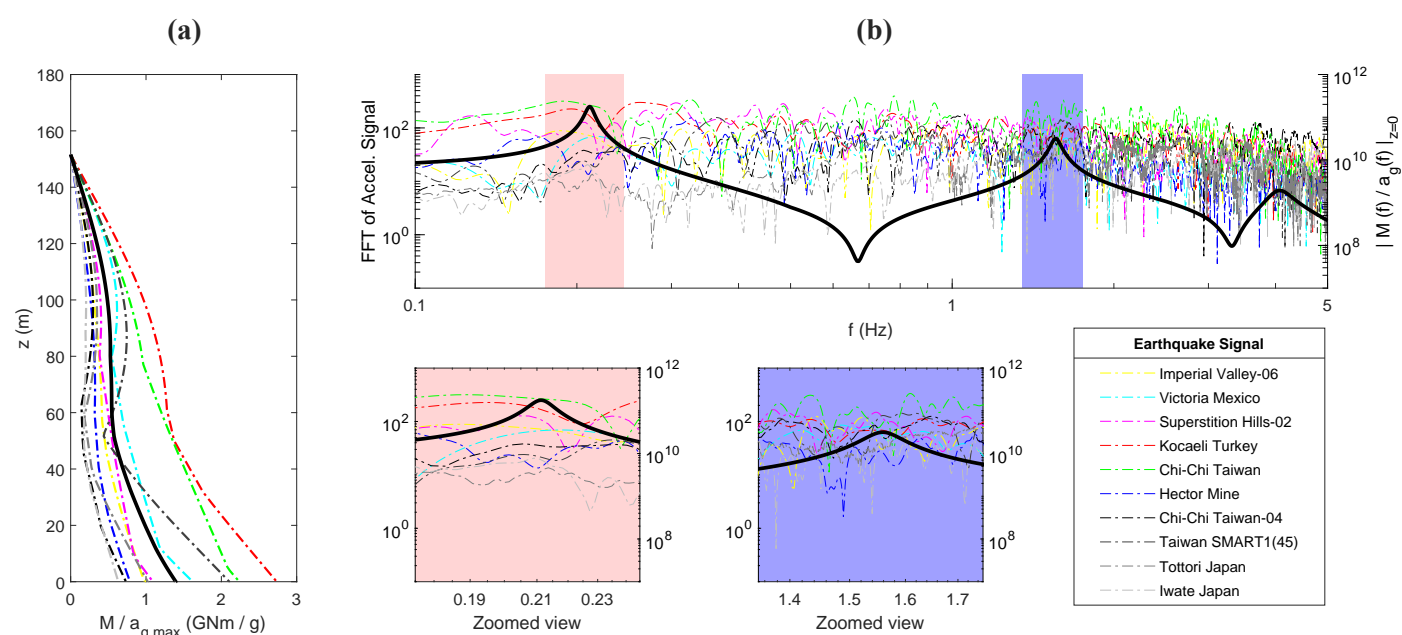 (a)
(b)
180
160
140
120
100
80
60
40
20
0
z (m)
0
1
2
3
M / a g,max (GNm / g)
FFT of Accel. Signal
10^2
10^0
10^12
10^10
10^8
| M (f) / a_g(f) |_z=0
0.1
1
5
f (Hz)
10^2
10^0
10^12
10^10
10^8
0.19
0.21
0.23
Zoomed view
10^2
10^0
10^12
10^10
10^8
1.4
1.5
1.6
1.7
Zoomed view
Earthquake Signal
Imperial Valley-06
Victoria Mexico
Superstition Hills-02
Kocaeli Turkey
Chi-Chi Taiwan
Hector Mine
Chi-Chi Taiwan-04
Taiwan SMART1(45)
Tottori Japan
Iwate Japan